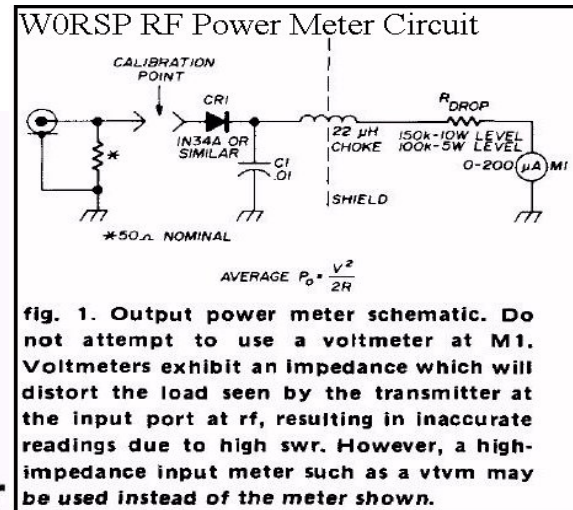 W0RSP RF Power Meter Circuit
CALIBRATION
POINT
CR1
1N34A OR
SIMILAR
C1
.01
*
*50Ω NOMINAL
22 µH
CHOKE
SHIELD
RDROP
150k-10W LEVEL
100k-5W LEVEL
0-200 µA M1
AVERAGE Po = V²/2R
fig. 1. Output power meter schematic. Do
not attempt to use a voltmeter at M1.
Voltmeters exhibit an impedance which will
distort the load seen by the transmitter at
the input port at rf, resulting in inaccurate
readings due to high swr. However, a high-
impedance input meter such as a vtvm may
be used instead of the meter shown.